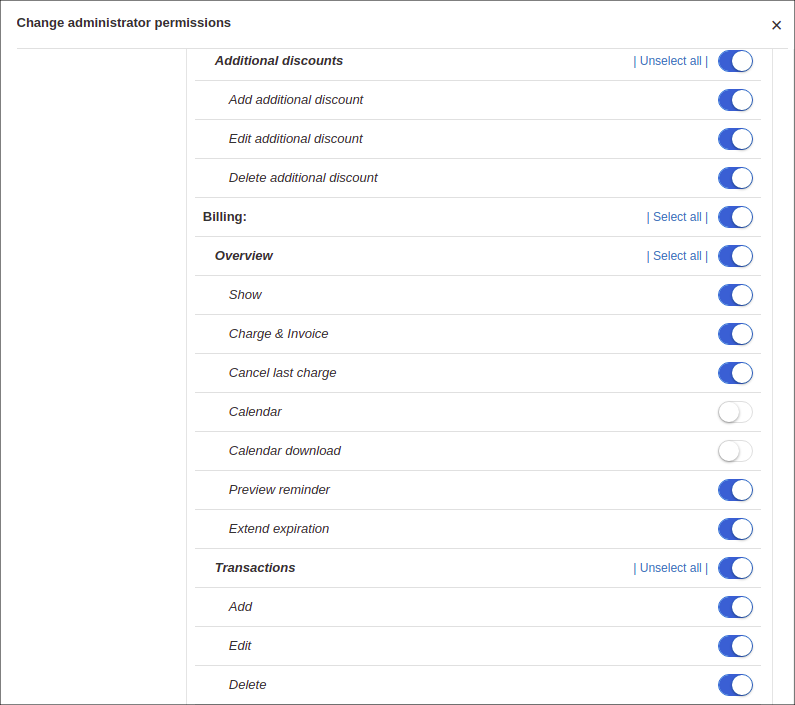 Change administrator permissions ×
Additional discounts | Unselect all |
Add additional discount
Edit additional discount
Delete additional discount
Billing: | Select all |
Overview | Select all |
Show
Charge & Invoice
Cancel last charge
Calendar
Calendar download
Preview reminder
Extend expiration
Transactions | Unselect all |
Add
Edit
Delete